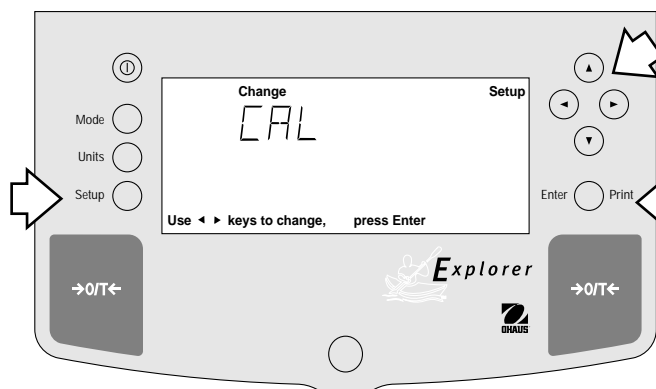 Change Setup
Mode
CAL
Units
Setup
Enter Print
Use ◄ ► keys to change, press Enter
Explorer
→0/T← →0/T←
OHAUS